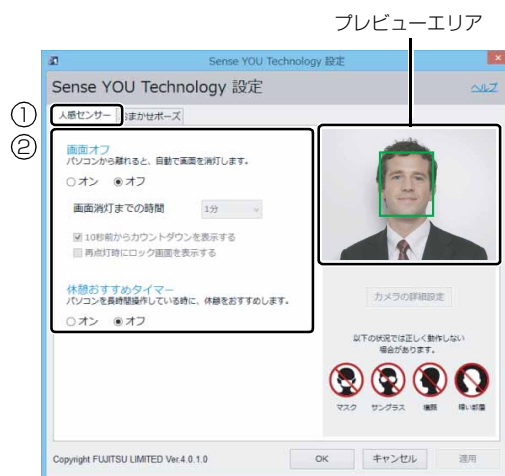 プレビューエリア
Sense YOU Technology 設定
Sense YOU Technology 設定
ヘルプ
① 人感センサー おまかせポーズ
②
画面オフ
パソコンから離れると、自動で画面を消灯します。
オン オフ
画面消灯までの時間 1分
10秒前からカウントダウンを表示する
再点灯時にロック画面を表示する
休憩おすすめタイマー
パソコンを長時間操作している時に、休憩をおすすめします。
オン オフ
カメラの詳細設定
以下の状況では正しく動作しない
場合があります。
マスク サングラス 横顔 暗い部屋
Copyright FUJITSU LIMITED Ver.4.0.1.0
OK キャンセル 適用